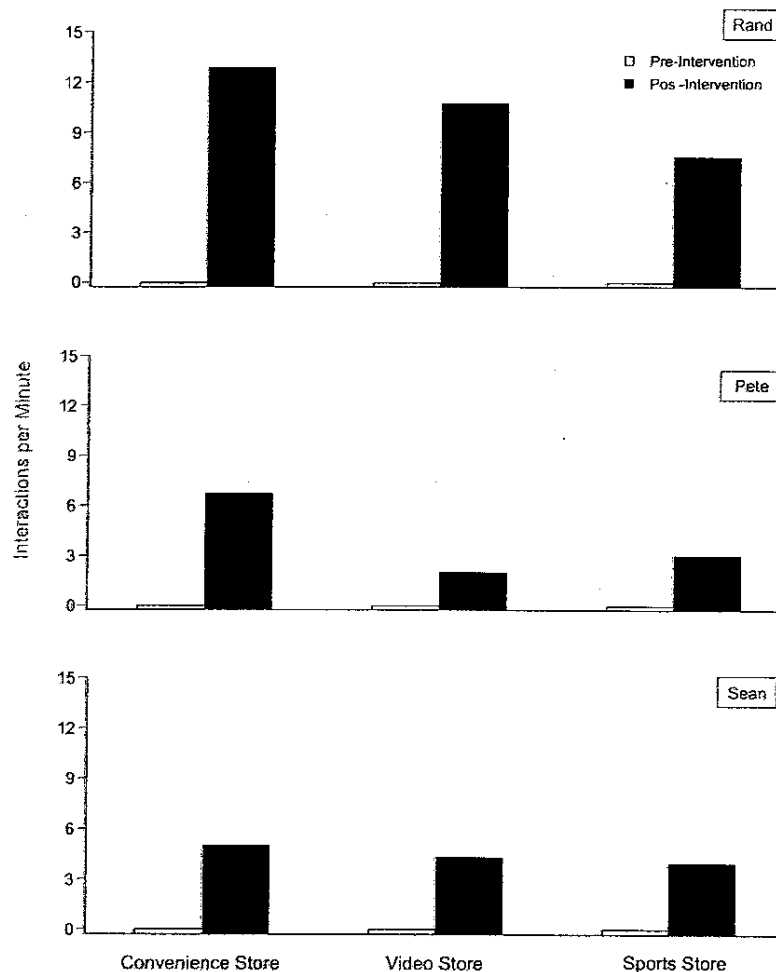 Rand
Pre-Intervention
Pos -Intervention
15
12
9
6
3
0
Interactions per Minute
Pete
15
12
9
6
3
0
Sean
15
12
9
6
3
0
Convenience Store Video Store Sports Store